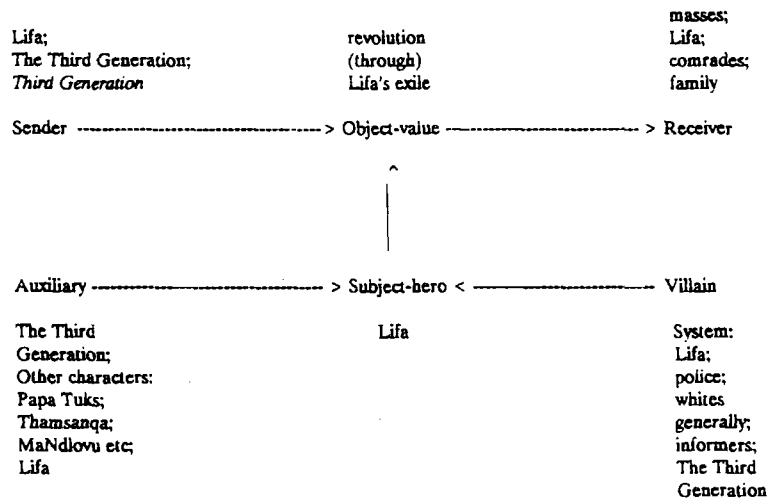 masses;
Lifa; revolution Lifa;
The Third Generation; (through) comrades;
Third Generation Lifa's exile family
Sender ------------------------------------ > Object-value ---------------------------- > Receiver
^
Auxiliary ----------------------------------- > Subject-hero < --------------------------- Villain
The Third Lifa System:
Generation; Lifa;
Other characters: police;
Papa Tuks; whites
Thamsanqa; generally;
MaNdlovu etc; informers;
Lifa The Third
Generation